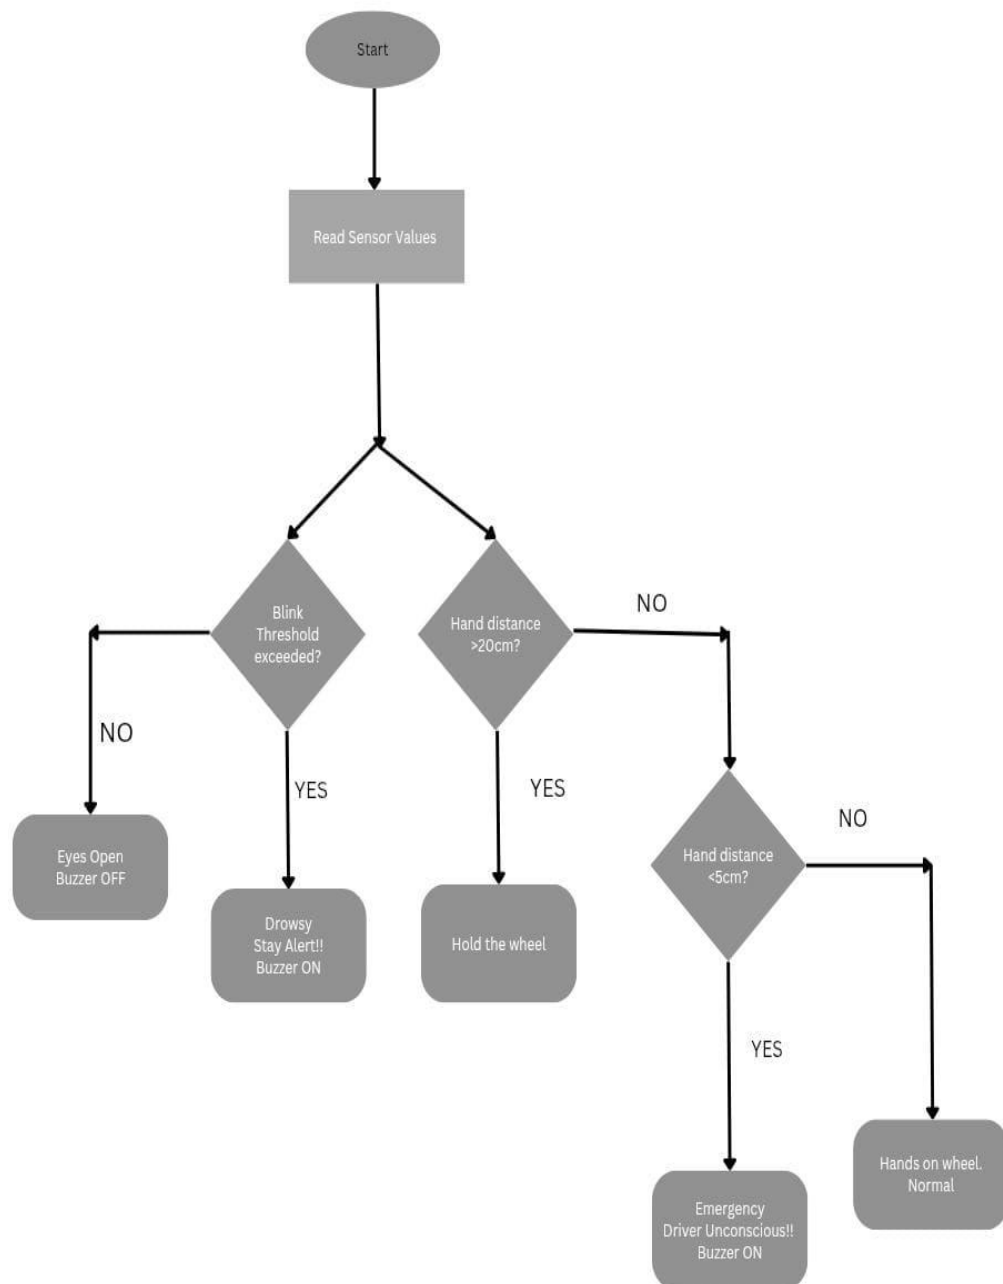 Start
Read Sensor Values
Blink
Threshold
exceeded?
Hand distance
>20cm?
NO
NO
YES
YES
Eyes Open
Buzzer OFF
Drowsy
Stay Alert!!
Buzzer ON
Hold the wheel
Hand distance
<5cm?
NO
YES
Emergency
Driver Unconscious!!
Buzzer ON
Hands on wheel.
Normal